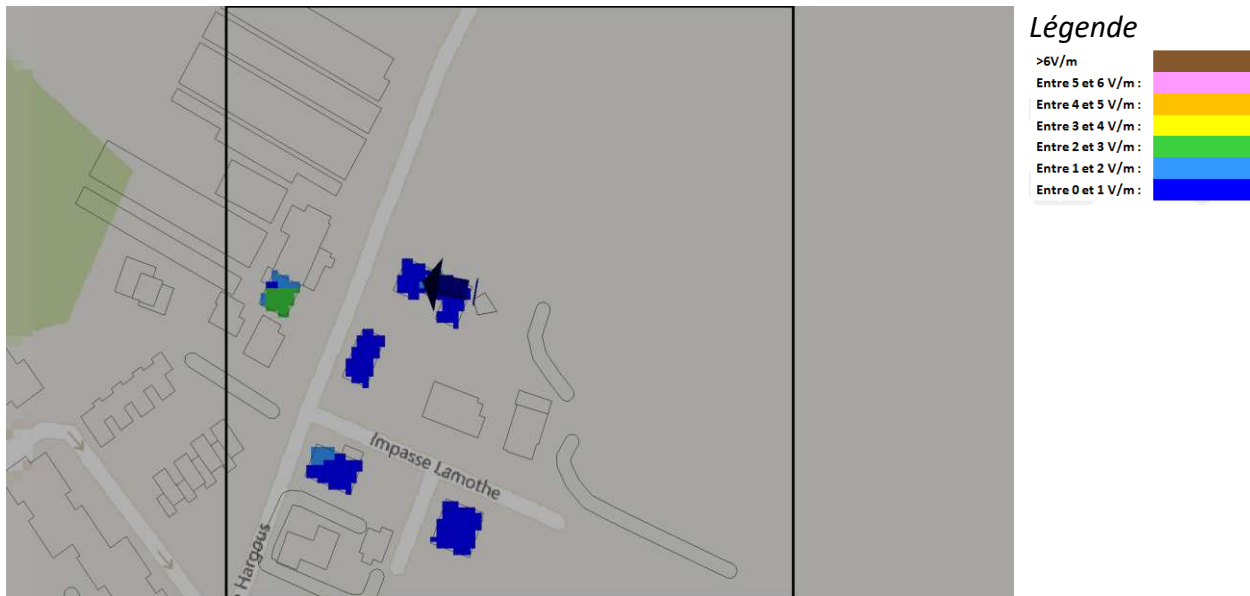 Légende
>6V/m
Entre 5 et 6 V/m :
Entre 4 et 5 V/m :
Entre 3 et 4 V/m :
Entre 2 et 3 V/m :
Entre 1 et 2 V/m :
Entre 0 et 1 V/m :
Impasse Lamothe
Hargous